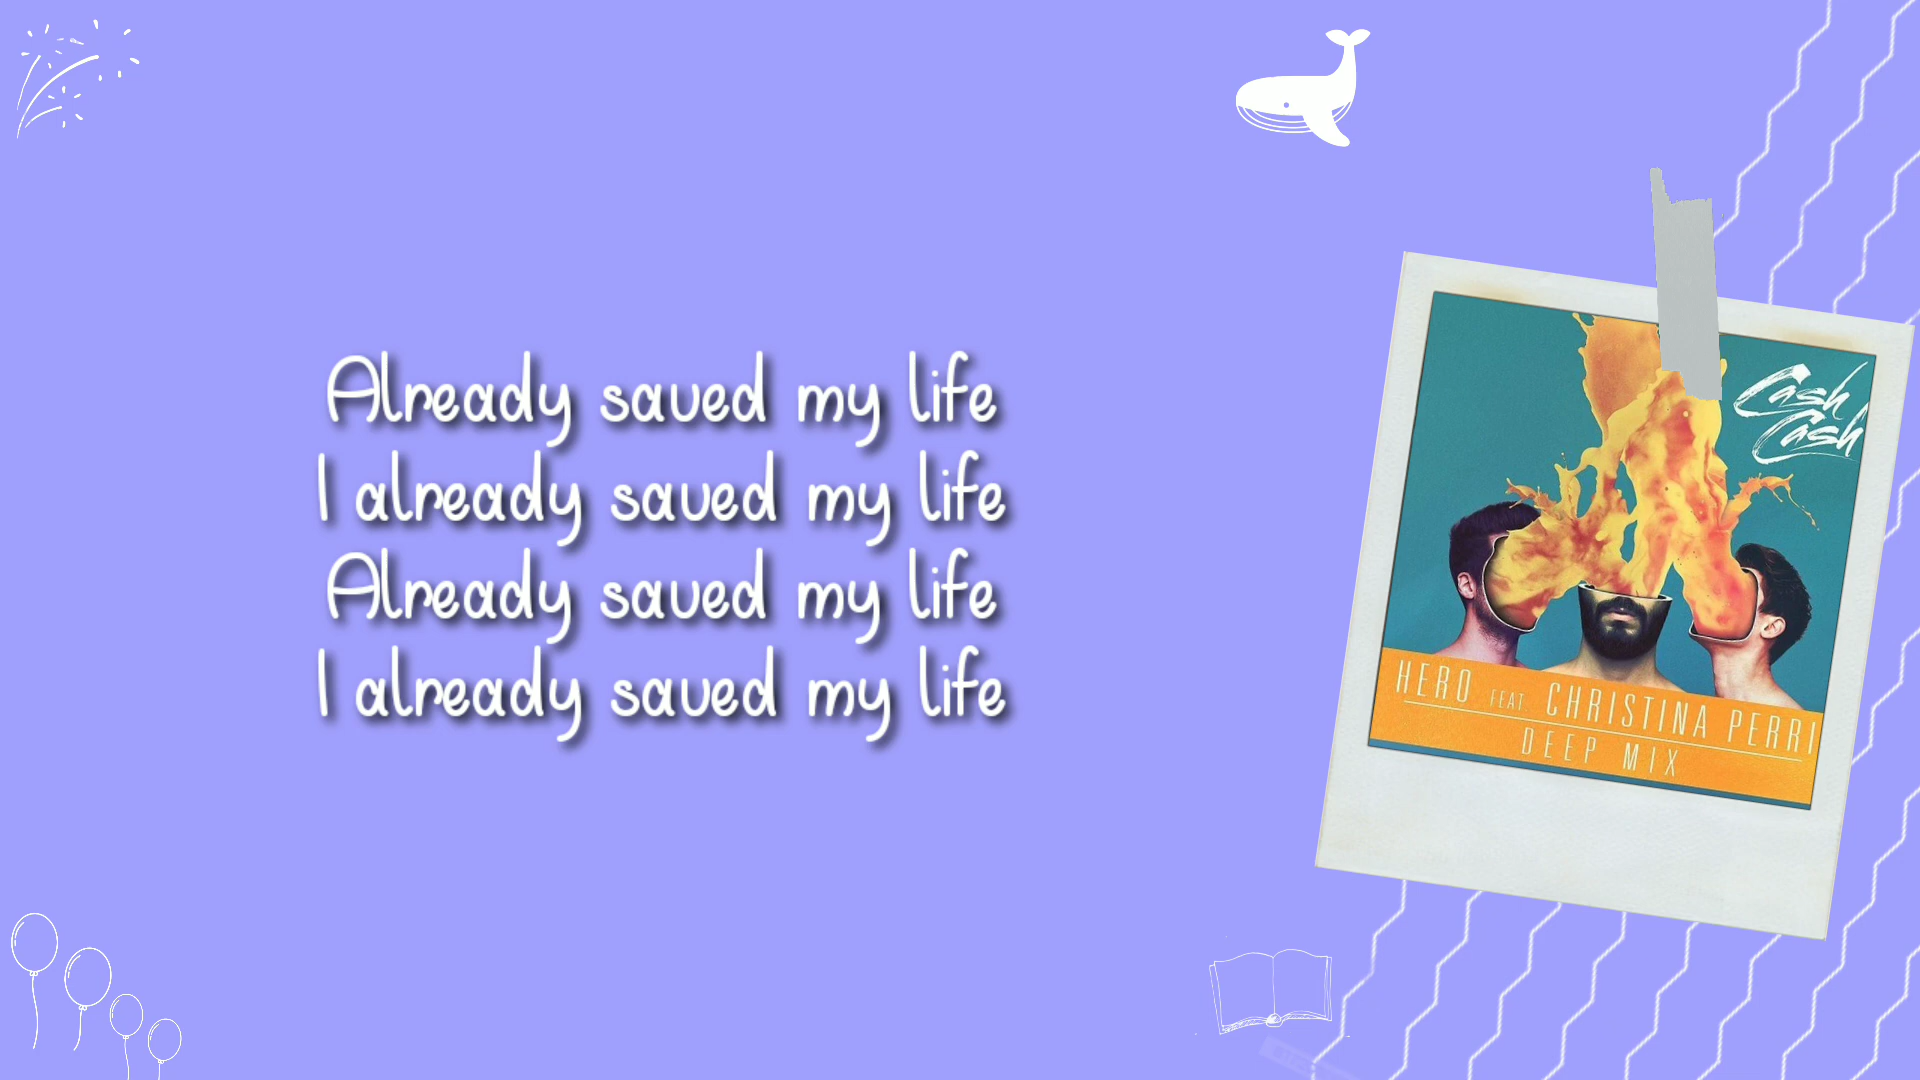 Already saved my life
I already saved my life
Already saved my life
I already saved my life
Cash
Cash
HERO FEAT. CHRISTINA PERRI
DEEP MIX